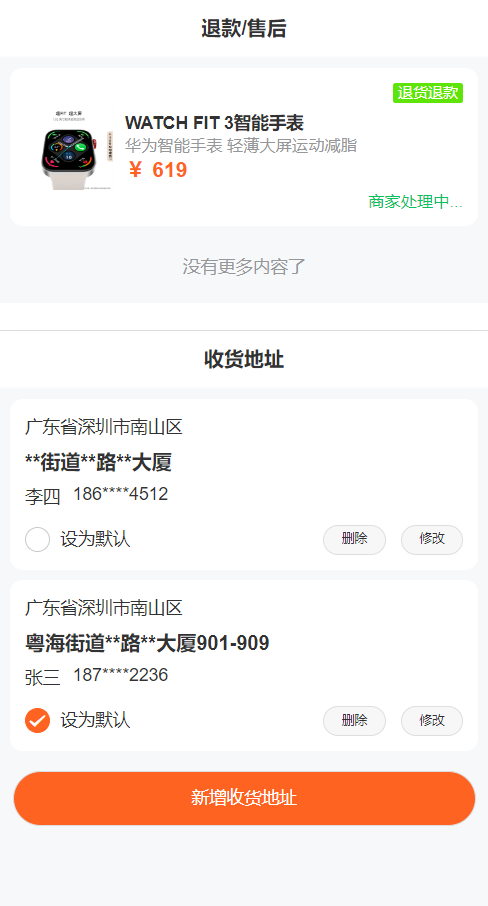 退款/售后
退货退款
WATCH FIT 3智能手表
华为智能手表 轻薄大屏运动减脂
￥ 619
商家处理中...
没有更多内容了
收货地址
广东省深圳市南山区
**街道**路**大厦
李四 186****4512
设为默认 删除 修改
广东省深圳市南山区
粤海街道**路**大厦901-909
张三 187****2236
设为默认 删除 修改
新增收货地址